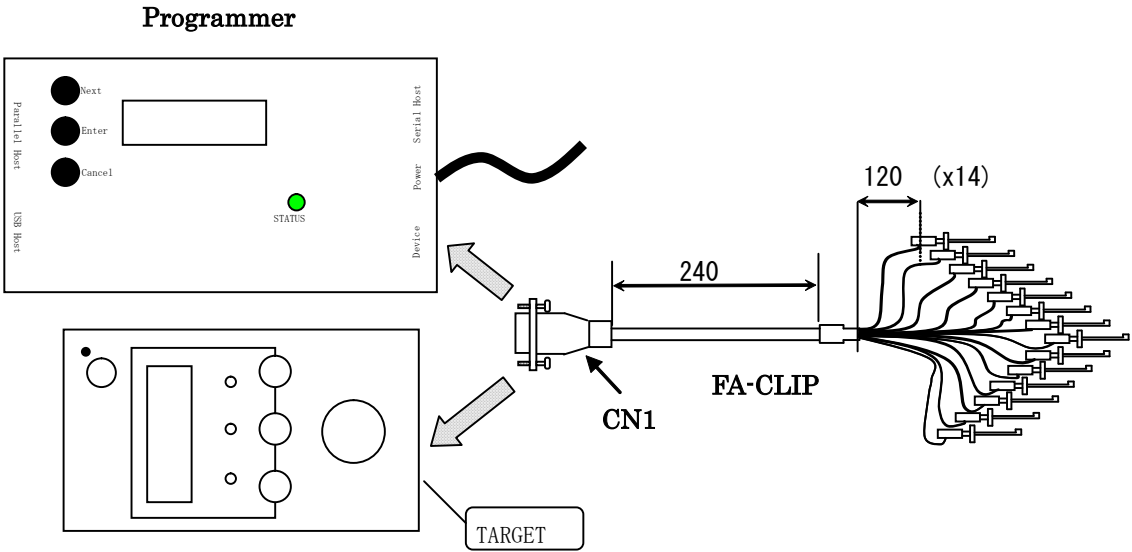 Programmer
Next
Enter
Cancel
Parallel Host
USB Host
Serial Host
Power
Device
STATUS
120 (x14)
240
FA-CLIP
CN1
TARGET